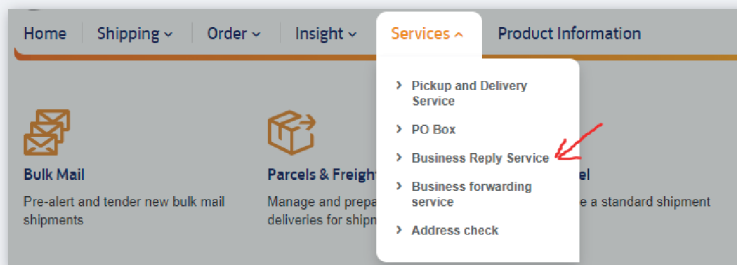 Home Shipping Order Insight Services Product Information
Pickup and Delivery
Service
PO Box
Business Reply Service
Business forwarding
service
Address check
Bulk Mail
Pre-alert and tender new bulk mail
shipments
Parcels & Freigh
Manage and prepa
deliveries for shipn
el
e a standard shipment